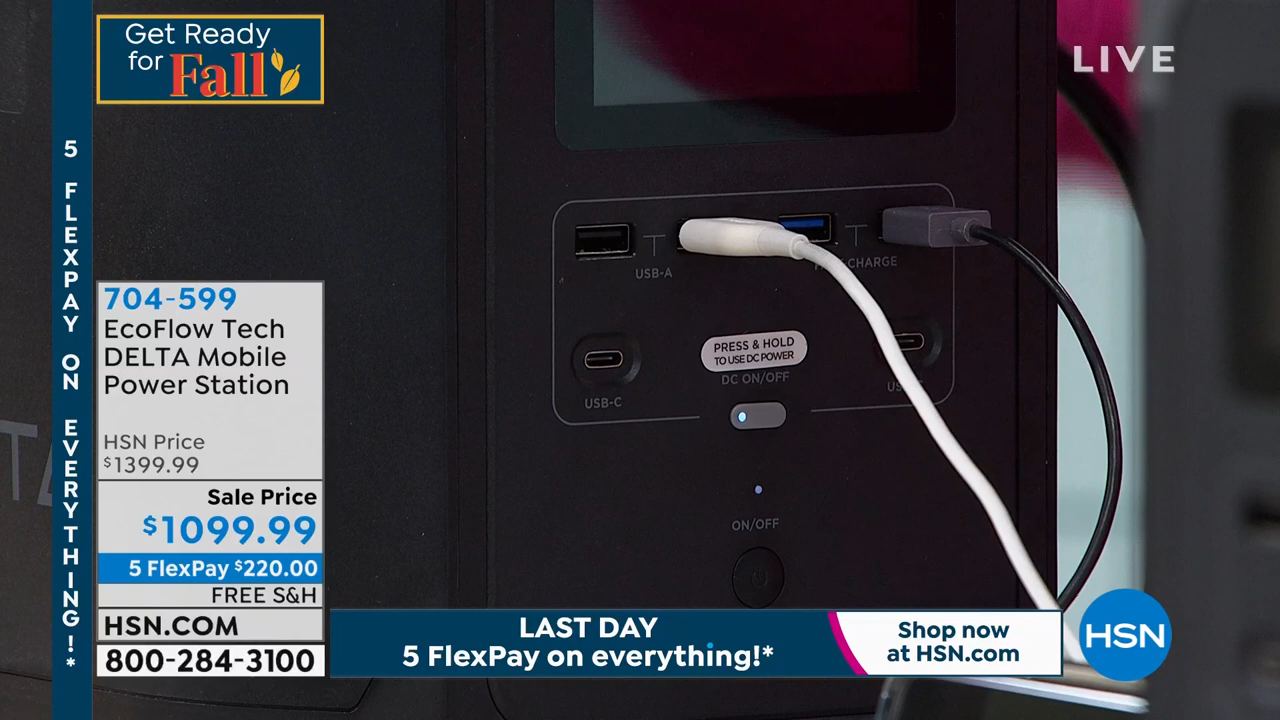 Get Ready
for Fall
LIVE
5 FLEXPAY ON EVERYTHING!*
704-599
EcoFlow Tech
DELTA Mobile
Power Station
HSN Price
$1399.99
Sale Price
$1099.99
5 FlexPay $220.00
FREE S&H
HSN.COM
800-284-3100
USB-A
CHARGE
PRESS & HOLD
TO USE DC POWER
DC ON/OFF
USB-C
ON/OFF
LAST DAY
5 FlexPay on everything!*
Shop now
at HSN.com
HSN